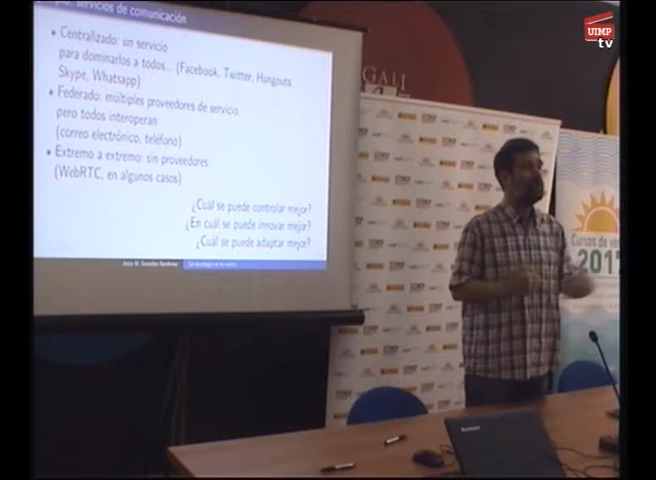 servicios de comunicación
• Centralizado: un servicio
para dominarlos a todos... (Facebook, Twitter, Hangouts,
Skype, Whatsapp)
• Federado: múltiples proveedores de servicio,
pero todos interoperan
(correo electrónico, teléfono)
• Extremo a extremo: sin proveedores
(WebRTC, en algunos casos)
¿Cuál se puede controlar mejor?
¿En cuál se puede innovar mejor?
¿Cuál se puede adaptar mejor?
UIMP
tv
Cursos de
201
lenovo